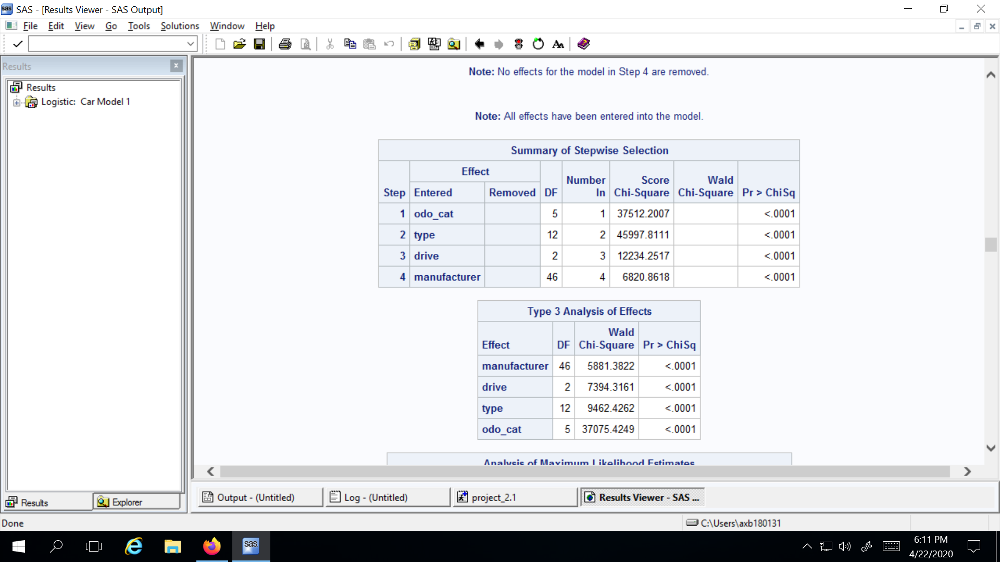 SAS - [Results Viewer - SAS Output]
File Edit View Go Tools Solutions Window Help
Results
Results
Logistic: Car Model 1
Note: No effects for the model in Step 4 are removed.
Note: All effects have been entered into the model.
Summary of Stepwise Selection
Step Effect Entered Removed DF Number In Score Chi-Square Wald Chi-Square Pr > ChiSq
1 odo_cat 5 1 37512.2007 <.0001
2 type 12 2 45997.8111 <.0001
3 drive 2 3 12234.2517 <.0001
4 manufacturer 46 4 6820.8618 <.0001
Type 3 Analysis of Effects
Effect DF Wald Chi-Square Pr > ChiSq
manufacturer 46 5881.3822 <.0001
drive 2 7394.3161 <.0001
type 12 9462.4262 <.0001
odo_cat 5 37075.4249 <.0001
Analysis of Maximum Likelihood Estimates
Results Explorer
Output - (Untitled) Log - (Untitled) project_2.1 Results Viewer - SAS ...
Done C:\Users\axb180131
sas
6:11 PM
4/22/2020